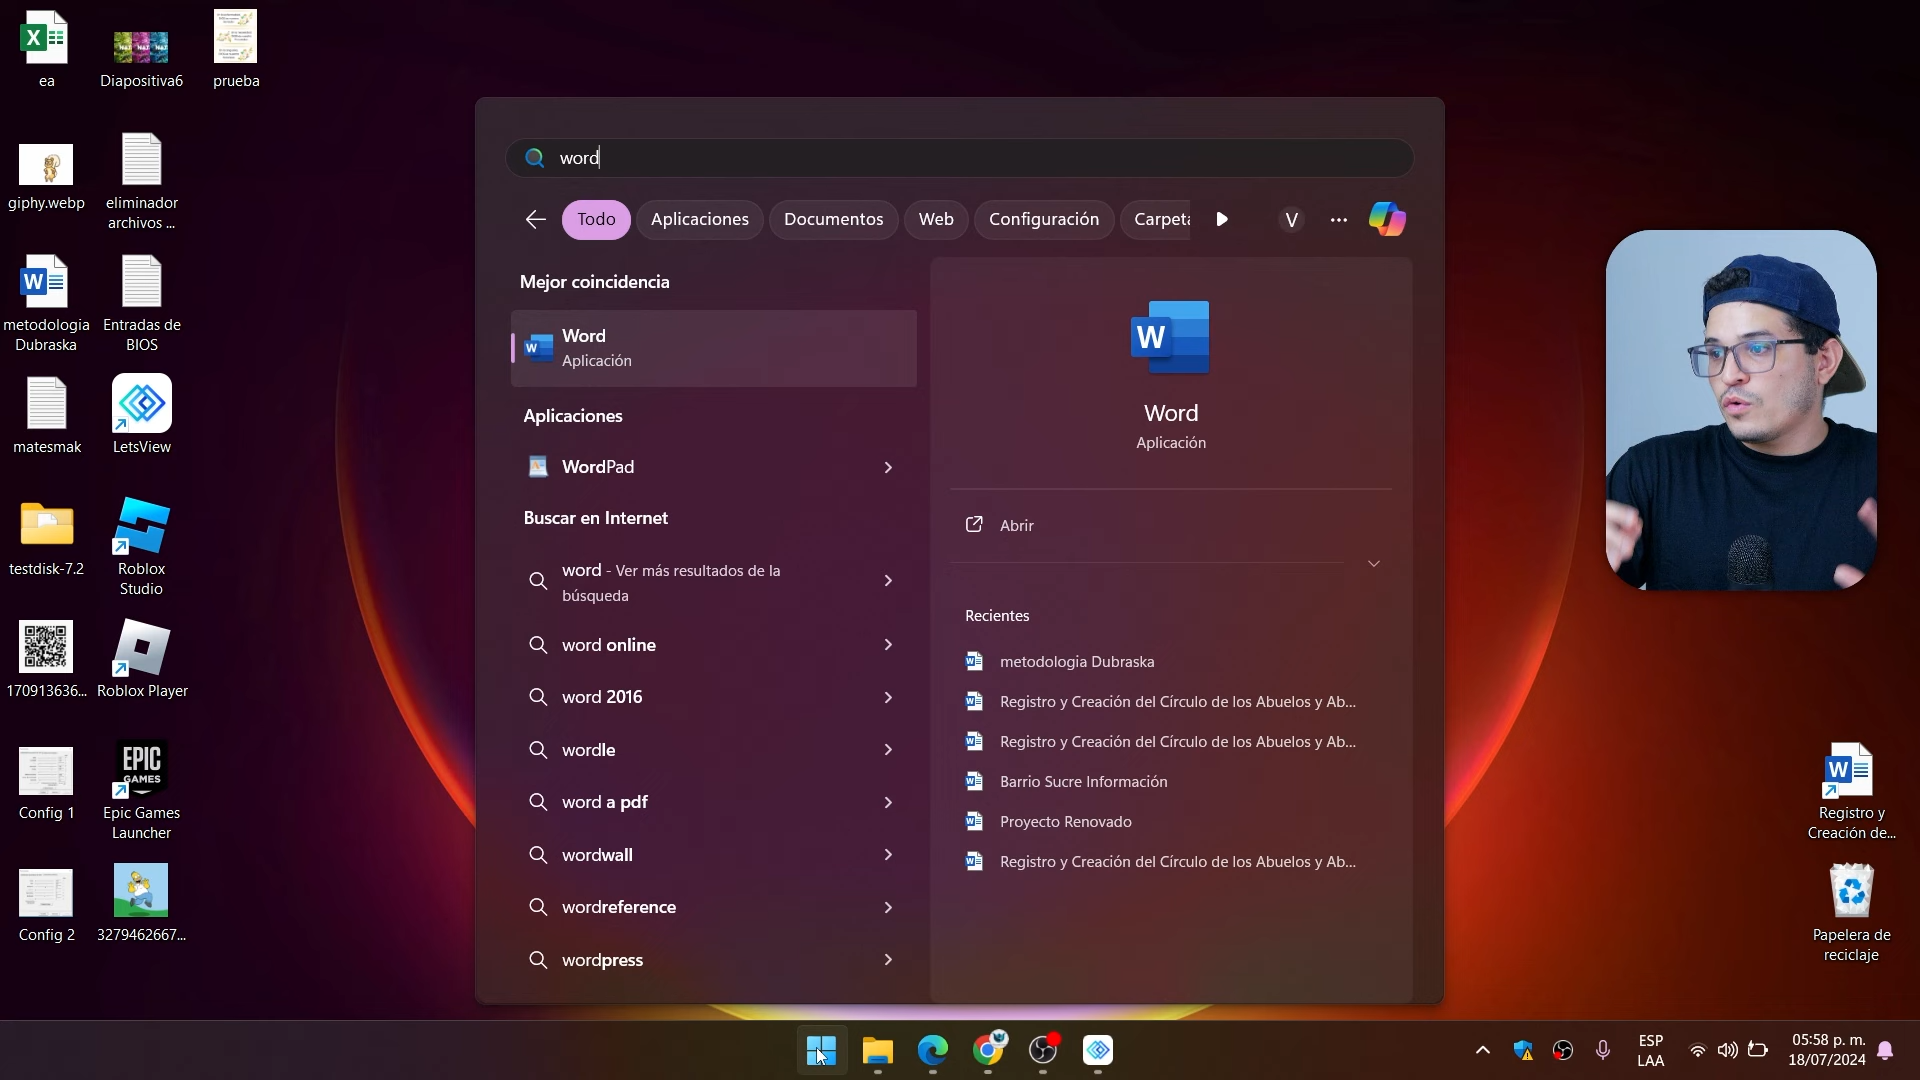 ea
Diapositiva6
prueba
giphy.webp
eliminador
archivos ...
metodologia
Dubraska
Entradas de
BIOS
matesmak
LetsView
testdisk-7.2
Roblox
Studio
170913636...
Roblox Player
Config 1
EPIC
GAMES
Epic Games
Launcher
Config 2
3279462667...
word
Todo
Aplicaciones
Documentos
Web
Configuración
Carpeta
V
Mejor coincidencia
Word
Aplicación
Aplicaciones
WordPad
Buscar en Internet
word - Ver más resultados de la
búsqueda
word online
word 2016
wordle
word a pdf
wordwall
wordreference
wordpress
W
Word
Aplicación
Abrir
Recientes
metodologia Dubraska
Registro y Creación del Círculo de los Abuelos y Ab...
Registro y Creación del Círculo de los Abuelos y Ab...
Barrio Sucre Información
Proyecto Renovado
Registro y Creación del Círculo de los Abuelos y Ab...
Registro y
Creación de...
Papelera de
reciclaje
ESP
LAA
05:58 p. m.
18/07/2024